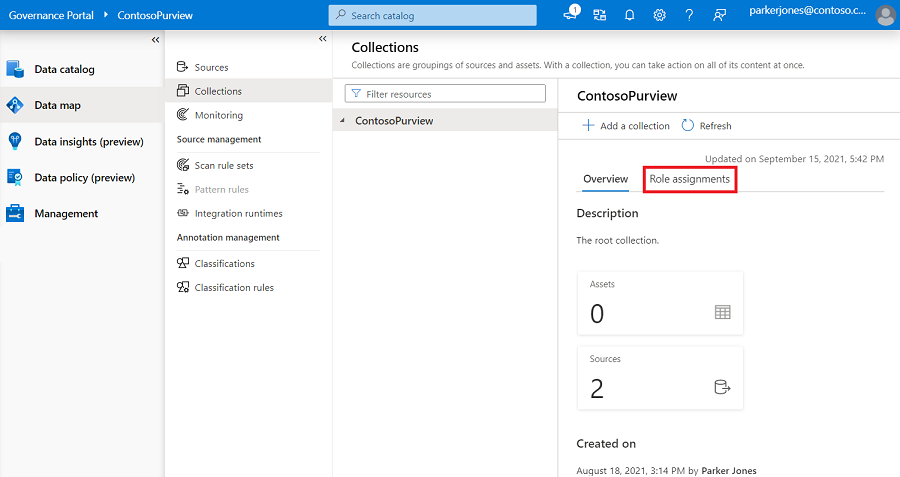 Governance Portal ▸ ContosoPurview
Search catalog
1
parkerjones@contoso.c...
«
Data catalog
Data map
Data insights (preview)
Data policy (preview)
Management
«
Sources
Collections
Monitoring
Source management
Scan rule sets
Pattern rules
Integration runtimes
Annotation management
Classifications
Classification rules
Collections
Collections are groupings of sources and assets. With a collection, you can take action on all of its content at once.
Filter resources
ContosoPurview
ContosoPurview
Add a collection Refresh
Updated on September 15, 2021, 5:42 PM
Overview Role assignments
Description
The root collection.
Assets
0
Sources
2
Created on
August 18, 2021, 3:14 PM by Parker Jones